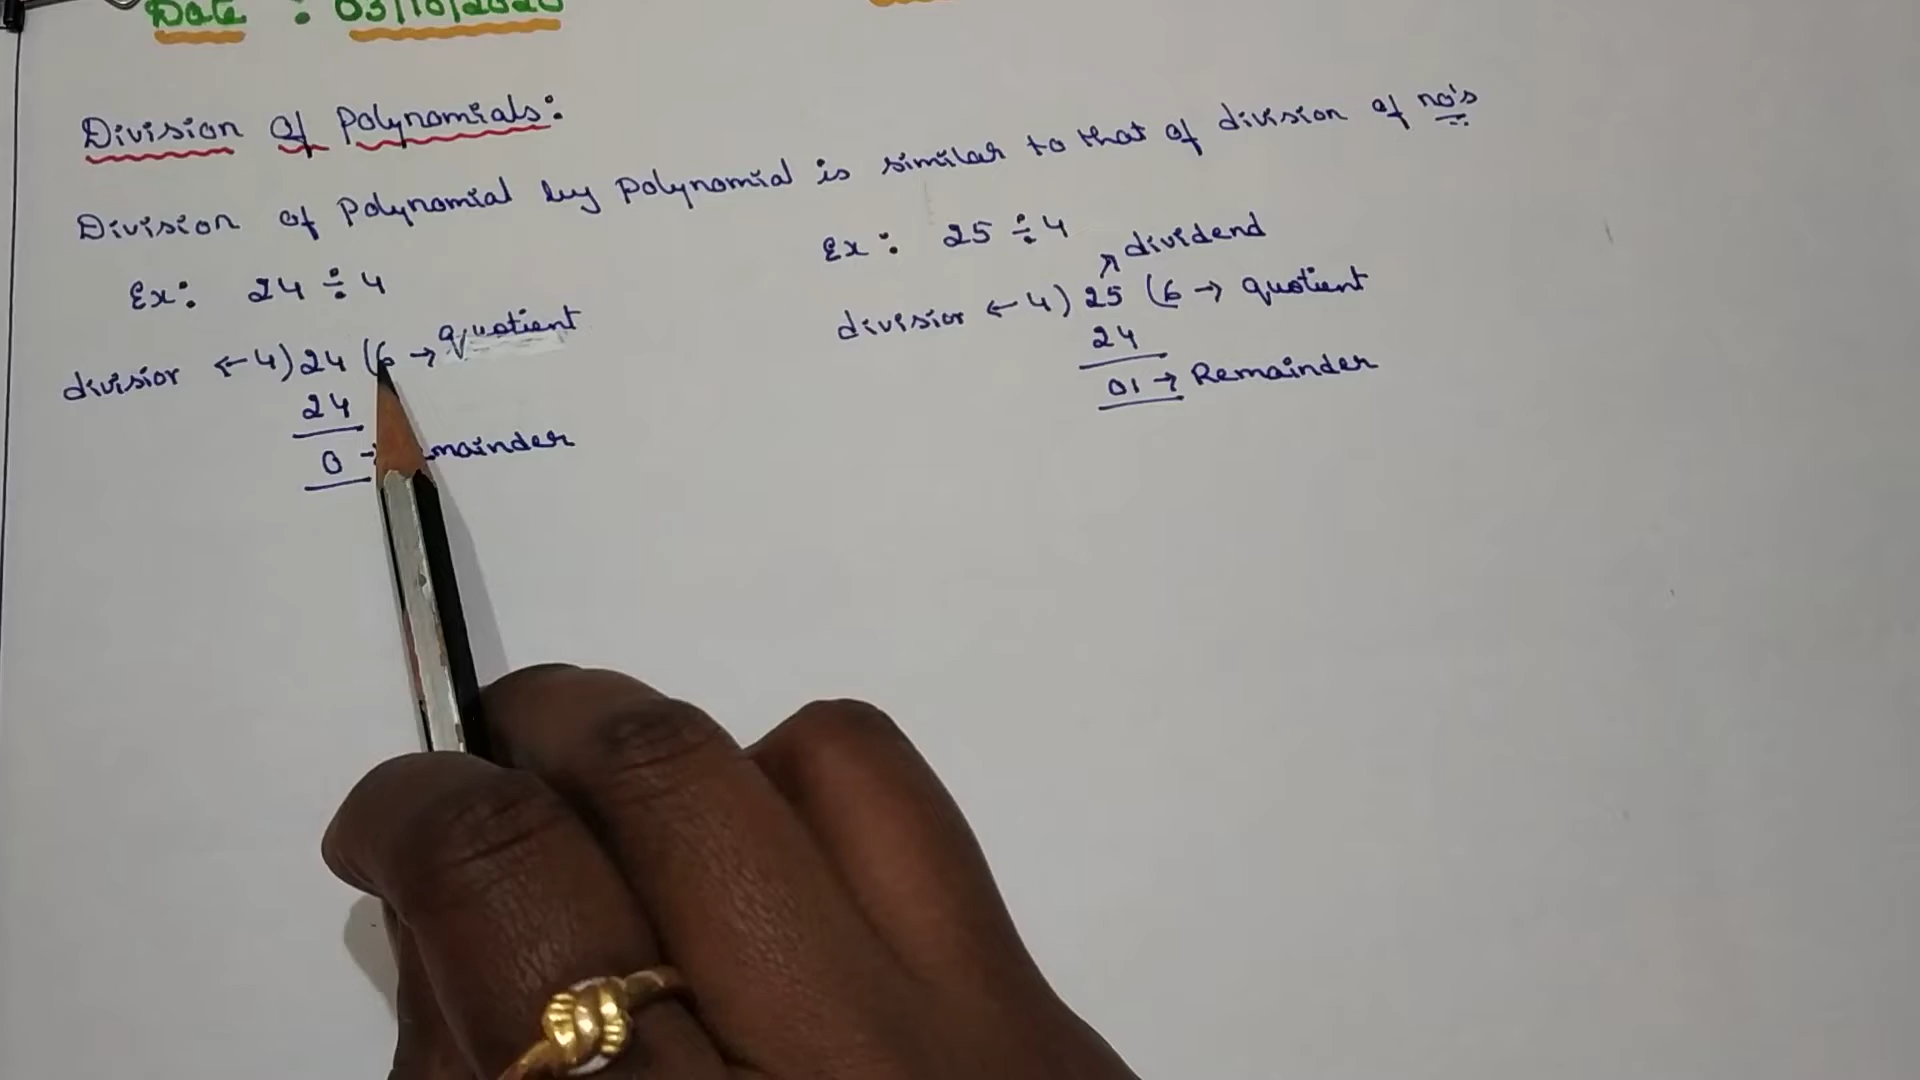 Date : 03/10/2020
Division of Polynomials:
Division of Polynomial by Polynomial is similar to that of division of no's
Ex: 24 ÷ 4
division ← 4) 24 (6 → quotient
24
0 → mainder
Ex: 25 ÷ 4
↗ dividend
division ← 4) 25 (6 → quotient
24
01 → Remainder